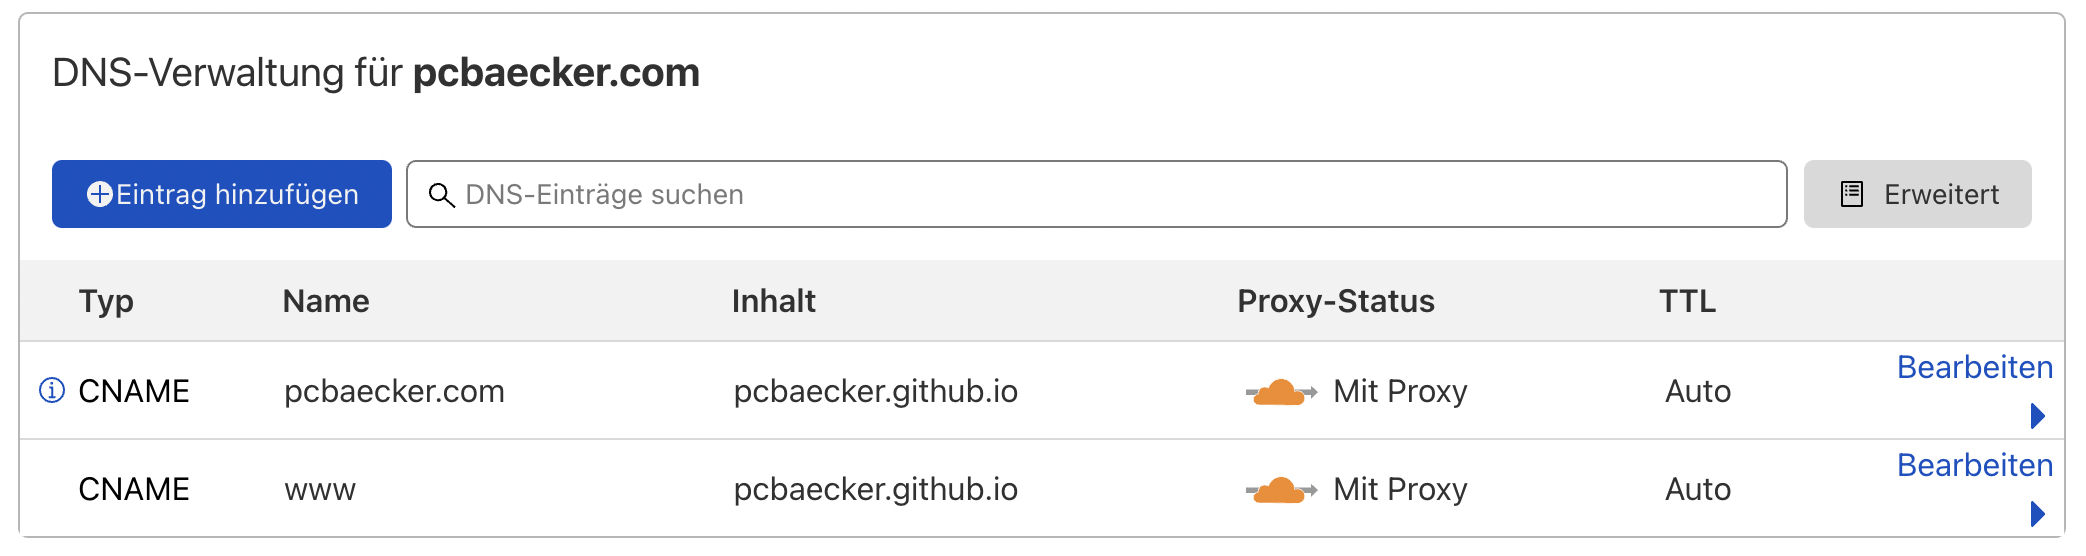 DNS-Verwaltung für pcbaecker.com
Eintrag hinzufügen DNS-Einträge suchen Erweitert
Typ Name Inhalt Proxy-Status TTL
CNAME pcbaecker.com pcbaecker.github.io Mit Proxy Auto Bearbeiten
CNAME www pcbaecker.github.io Mit Proxy Auto Bearbeiten